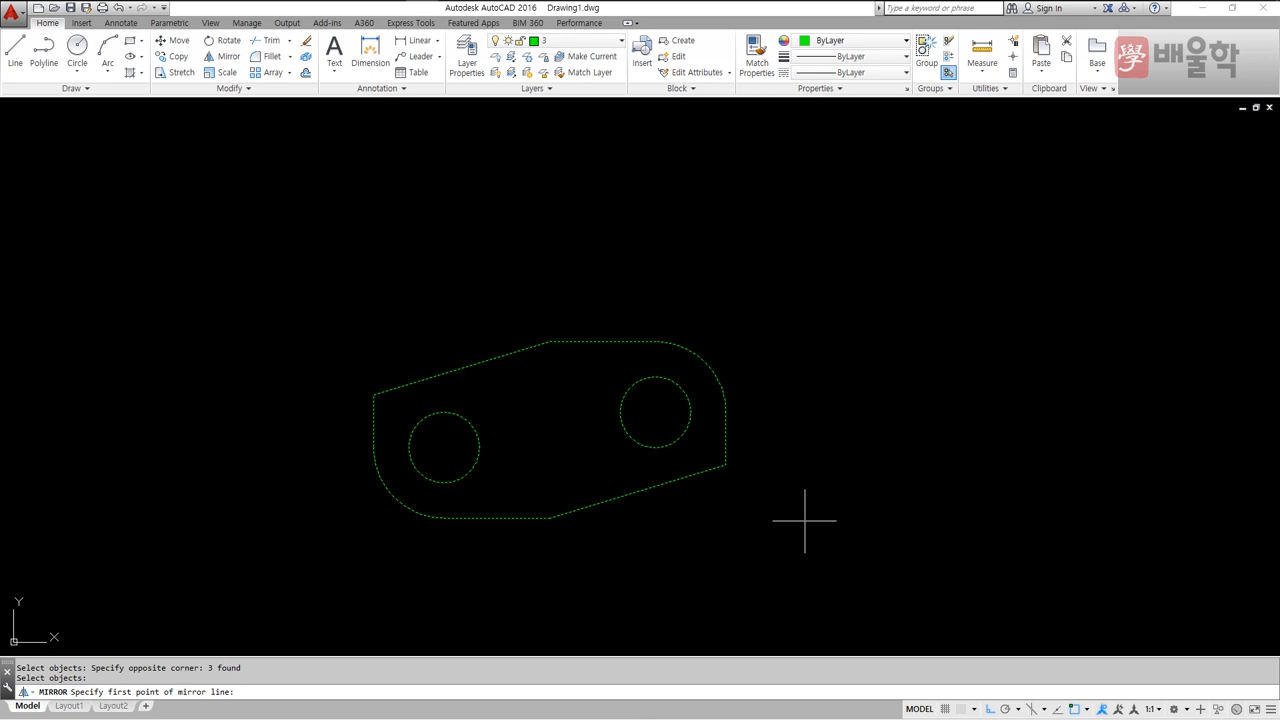 Autodesk AutoCAD 2016 Drawing1.dwg
Type a keyword or phrase
Sign In
Home Insert Annotate Parametric View Manage Output Add-ins A360 Express Tools Featured Apps BIM 360 Performance
Line Polyline Circle Arc
Move Rotate Trim
Copy Mirror Fillet
Stretch Scale Array
Text Dimension
Linear
Leader
Table
Layer Properties
3
Make Current
Match Layer
Insert
Create
Edit
Edit Attributes
Match Properties
ByLayer
ByLayer
ByLayer
Group
Measure
Paste
Base
學 배울학
Draw Modify Annotation Layers Block Properties Groups Utilities Clipboard View
Y
X
Select objects: Specify opposite corner: 3 found
Select objects:
MIRROR Specify first point of mirror line:
Model Layout1 Layout2 +
MODEL 1:1